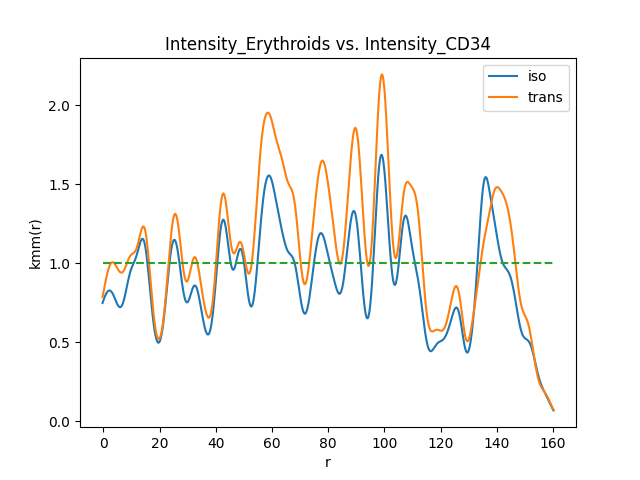 Intensity_Erythroids vs. Intensity_CD34
iso
trans
kmm(r)
2.0
1.5
1.0
0.5
0.0
0 20 40 60 80 100 120 140 160
r